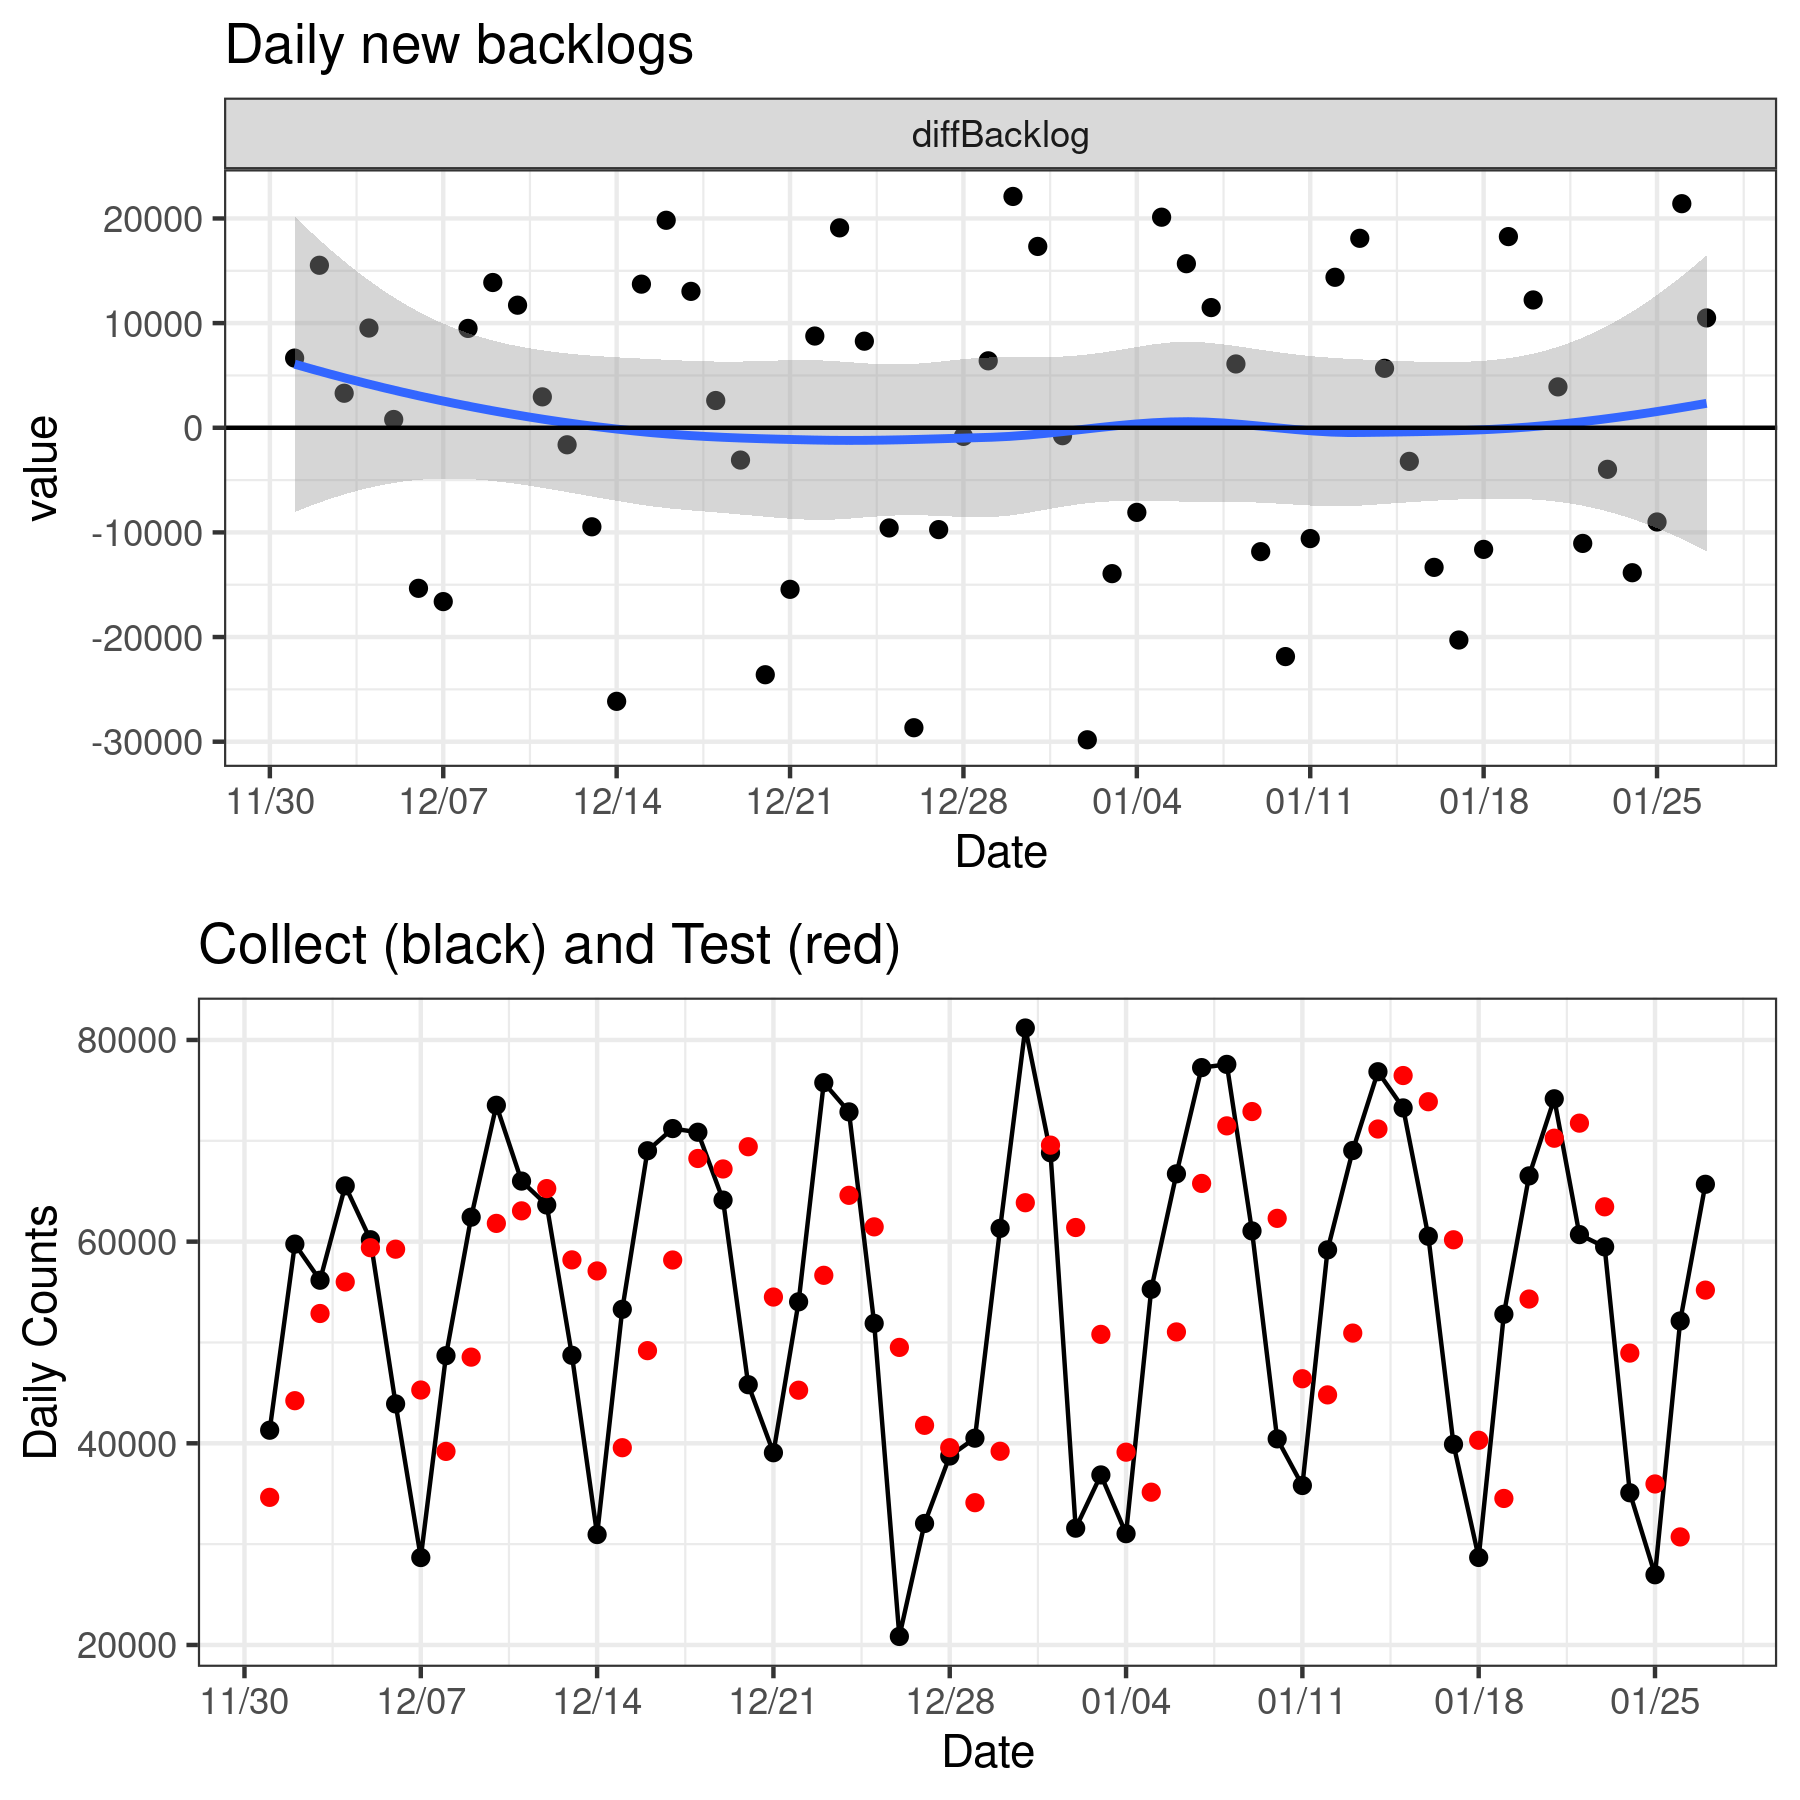 Daily new backlogs
diffBacklog
value
20000
10000
0
-10000
-20000
-30000
11/30 12/07 12/14 12/21 12/28 01/04 01/11 01/18 01/25
Date
Collect (black) and Test (red)
Daily Counts
80000
60000
40000
20000
11/30 12/07 12/14 12/21 12/28 01/04 01/11 01/18 01/25
Date